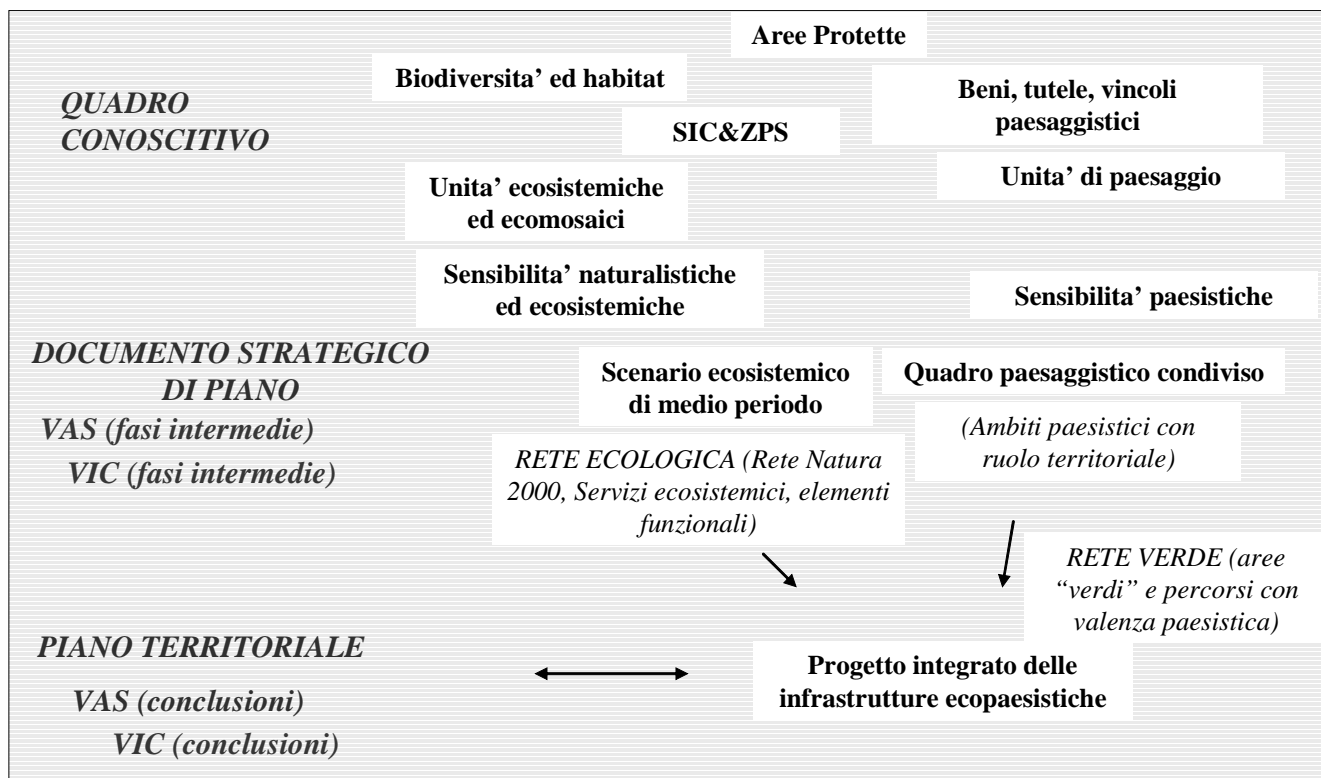 Aree Protette
Biodiversita’ ed habitat
Beni, tutele, vincoli
paesaggistici
QUADRO
CONOSCITIVO
SIC&ZPS
Unita’ di paesaggio
Unita’ ecosistemiche
ed ecomosaici
Sensibilita’ naturalistiche
ed ecosistemiche
Sensibilita’ paesistiche
DOCUMENTO STRATEGICO
DI PIANO
VAS (fasi intermedie)
VIC (fasi intermedie)
Scenario ecosistemico
di medio periodo
Quadro paesaggistico condiviso
(Ambiti paesistici con
ruolo territoriale)
RETE ECOLOGICA (Rete Natura
2000, Servizi ecosistemici, elementi
funzionali)
RETE VERDE (aree
“verdi” e percorsi con
valenza paesistica)
PIANO TERRITORIALE
VAS (conclusioni)
VIC (conclusioni)
Progetto integrato delle
infrastrutture ecopaesistiche